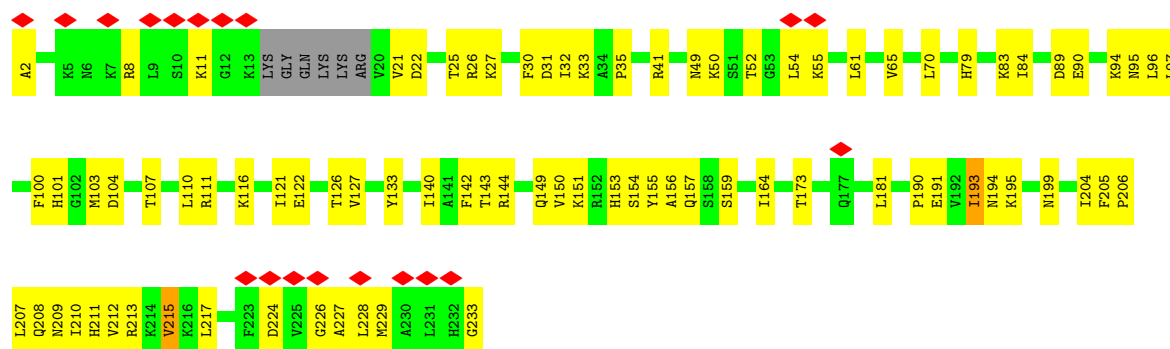 A2 K5 N6 K7 R8 L9 S10 K11 G12 K13 LYS GLY GLN LYS LYS ARG V20 V21 D22 T25 R26 K27 F30 D31 I32 K33 A34 P35 R41 N49 K50 S51 T52 G53 L54 K55 L61 V65 L70 H79 K83 I84 D89 E90 K94 N95 L96
F100 H101 G102 M103 D104 T107 L110 R111 K116 I121 E122 T126 V127 Y133 I140 A141 F142 T143 R144 Q149 V150 K151 R152 H153 S154 Y155 A156 Q157 S158 S159 I164 T173 Q177 L181 P190 E191 V192 I193 N194 K195 N199 I204 F205 P206
L207 Q208 N209 I210 H211 V212 R213 K214 V215 K216 L217 F223 D224 V225 G226 A227 L228 M229 A230 L231 H232 G233